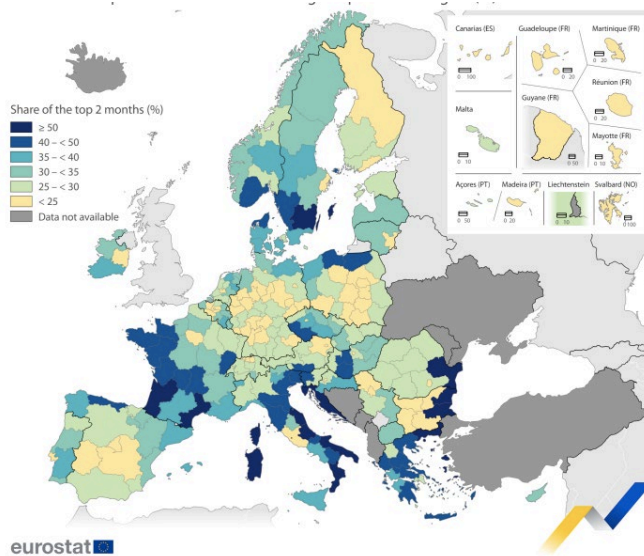 Share of the top 2 months (%)
≥ 50
40 – < 50
35 – < 40
30 – < 35
25 – < 30
< 25
Data not available
Canarias (ES)
0 100
Guadeloupe (FR)
0 20
Martinique (FR)
0 20
Malta
0 10
Guyane (FR)
Réunion (FR)
0 20
Mayotte (FR)
0 10
Açores (PT)
0 50
Madeira (PT)
0 20
Liechtenstein
0 10
Svalbard (NO)
0 100
eurostat